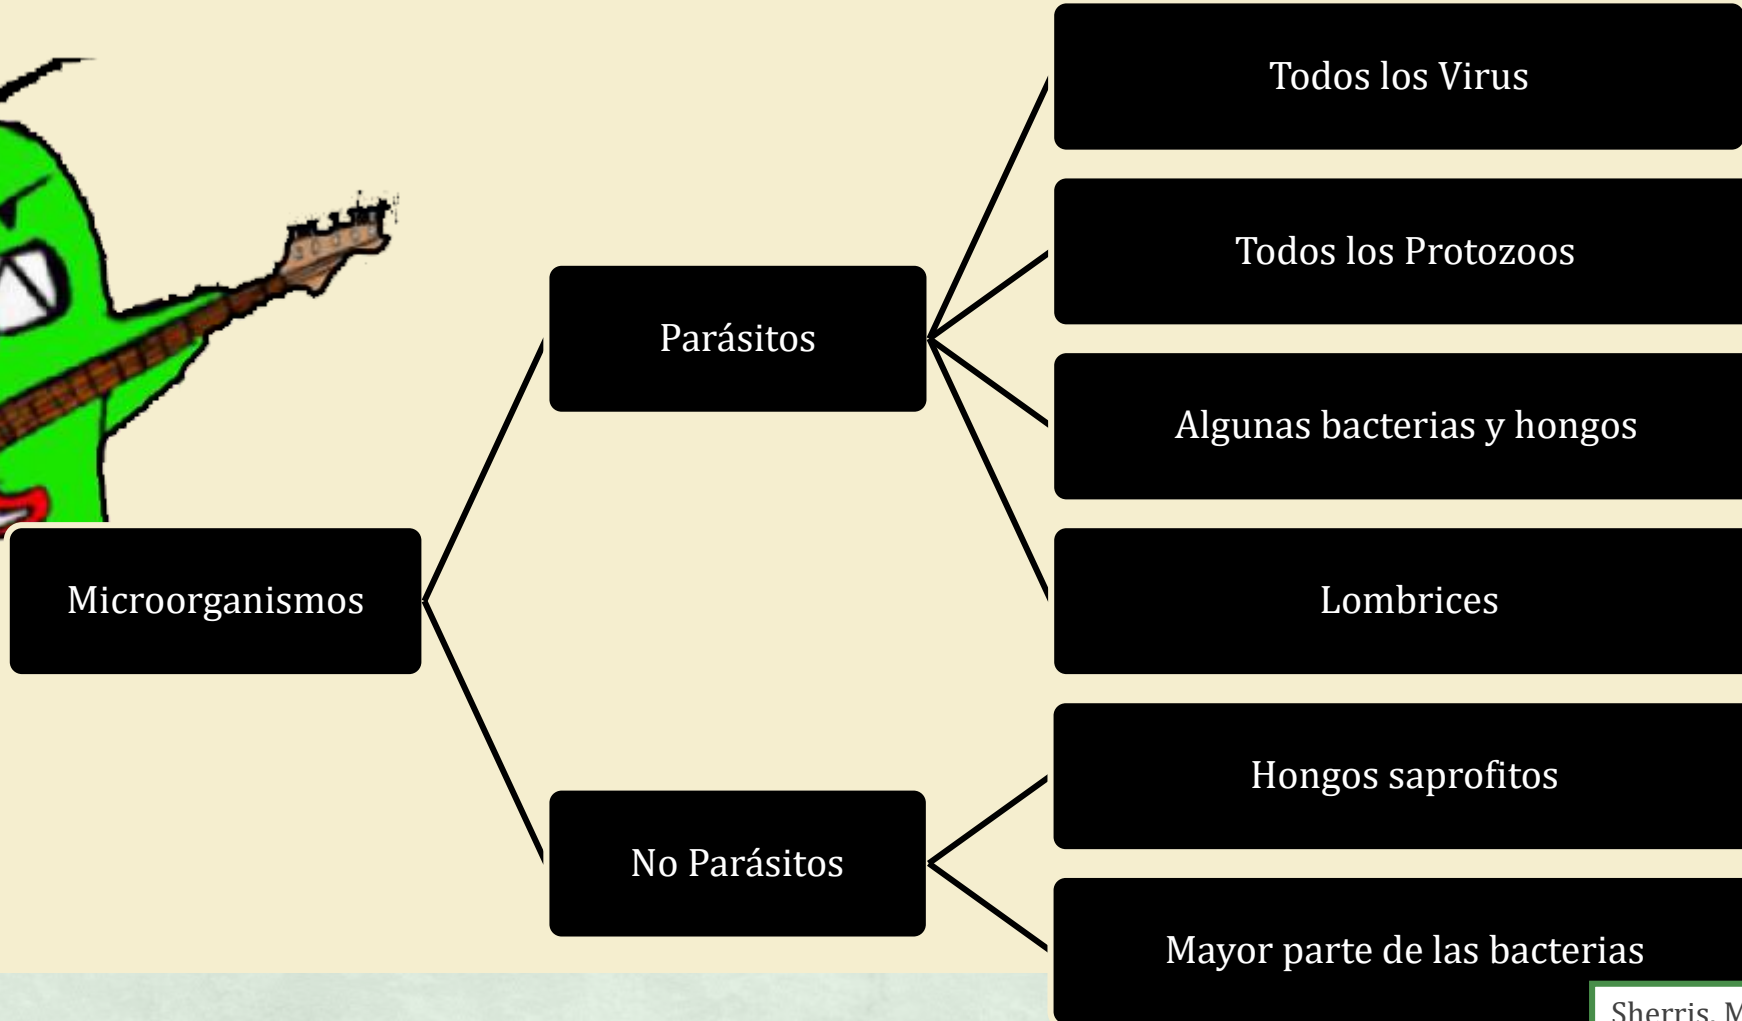 Microorganismos
Parásitos
Todos los Virus
Todos los Protozoos
Algunas bacterias y hongos
Lombrices
No Parásitos
Hongos saprofitos
Mayor parte de las bacterias
Sherris. M